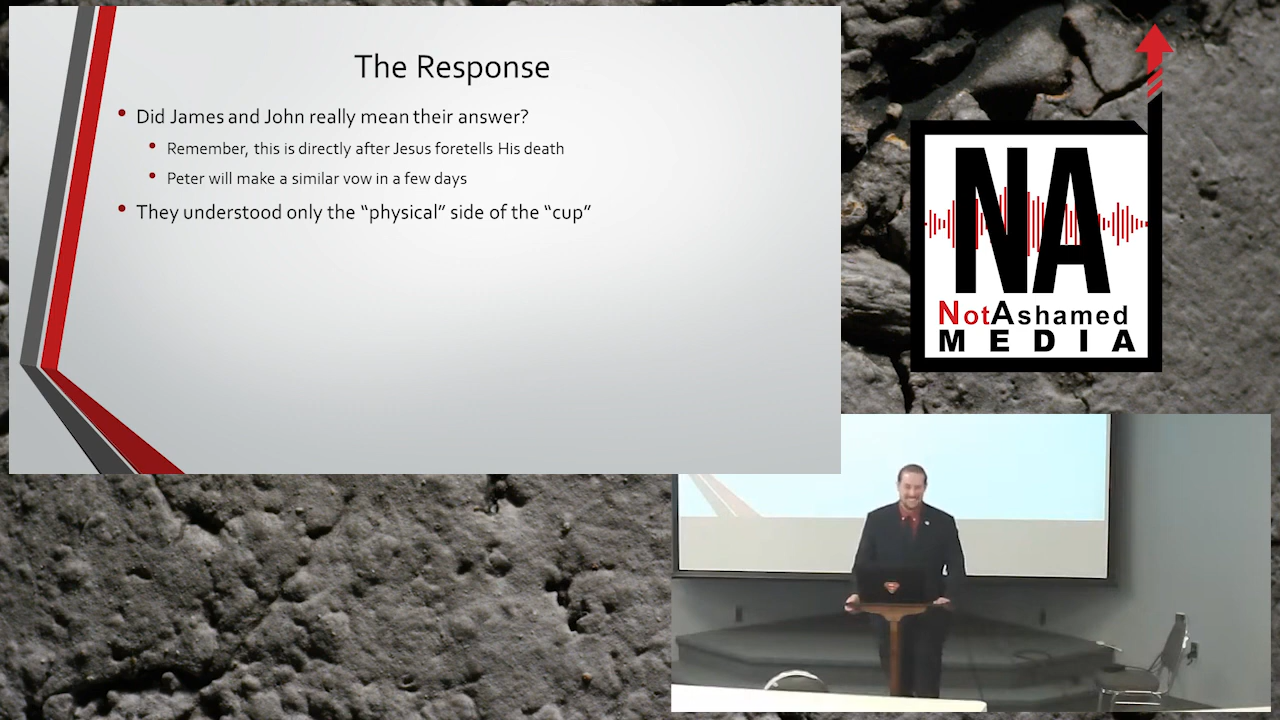 The Response
• Did James and John really mean their answer?
• Remember, this is directly after Jesus foretells His death
• Peter will make a similar vow in a few days
• They understood only the “physical” side of the “cup”
NA
NotAshamed
MEDIA